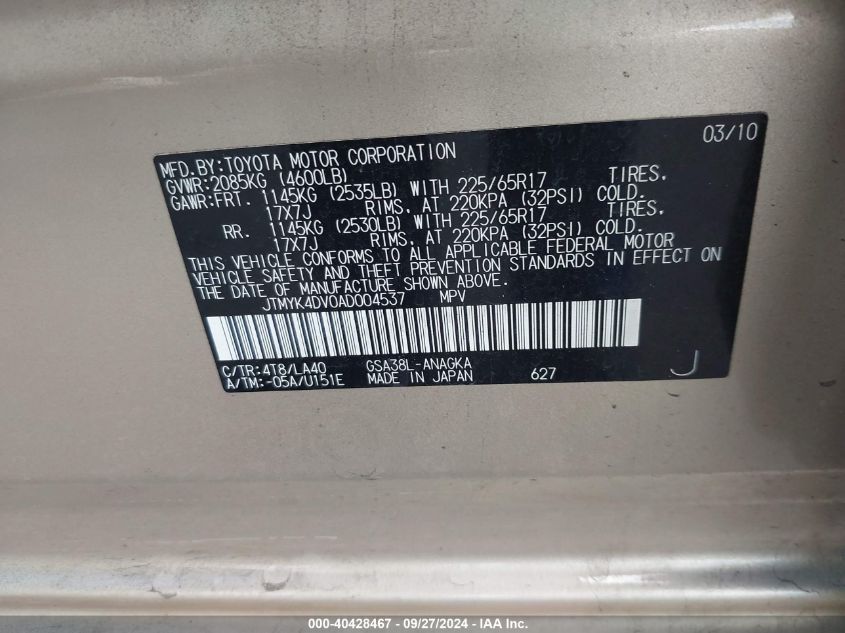 03/10
MFD. BY: TOYOTA MOTOR CORPORATION
GVWR: 2085KG (4600LB)
GAWR: FRT. 1145KG (2535LB) WITH 225/65R17 TIRES,
17X7J RIMS, AT 220KPA (32PSI) COLD.
RR. 1145KG (2530LB) WITH 225/65R17 TIRES,
17X7J RIMS, AT 220KPA (32PSI) COLD.
THIS VEHICLE CONFORMS TO ALL APPLICABLE FEDERAL MOTOR
VEHICLE SAFETY AND THEFT PREVENTION STANDARDS IN EFFECT ON
THE DATE OF MANUFACTURE SHOWN ABOVE.
JTMYK4DV0AD004537 MPV
C/TR: 4T8/LA40 GSA38L-ANAGKA
A/TM: -05A/U151E MADE IN JAPAN 627 J
000-40428467 - 09/27/2024 - IAA Inc.